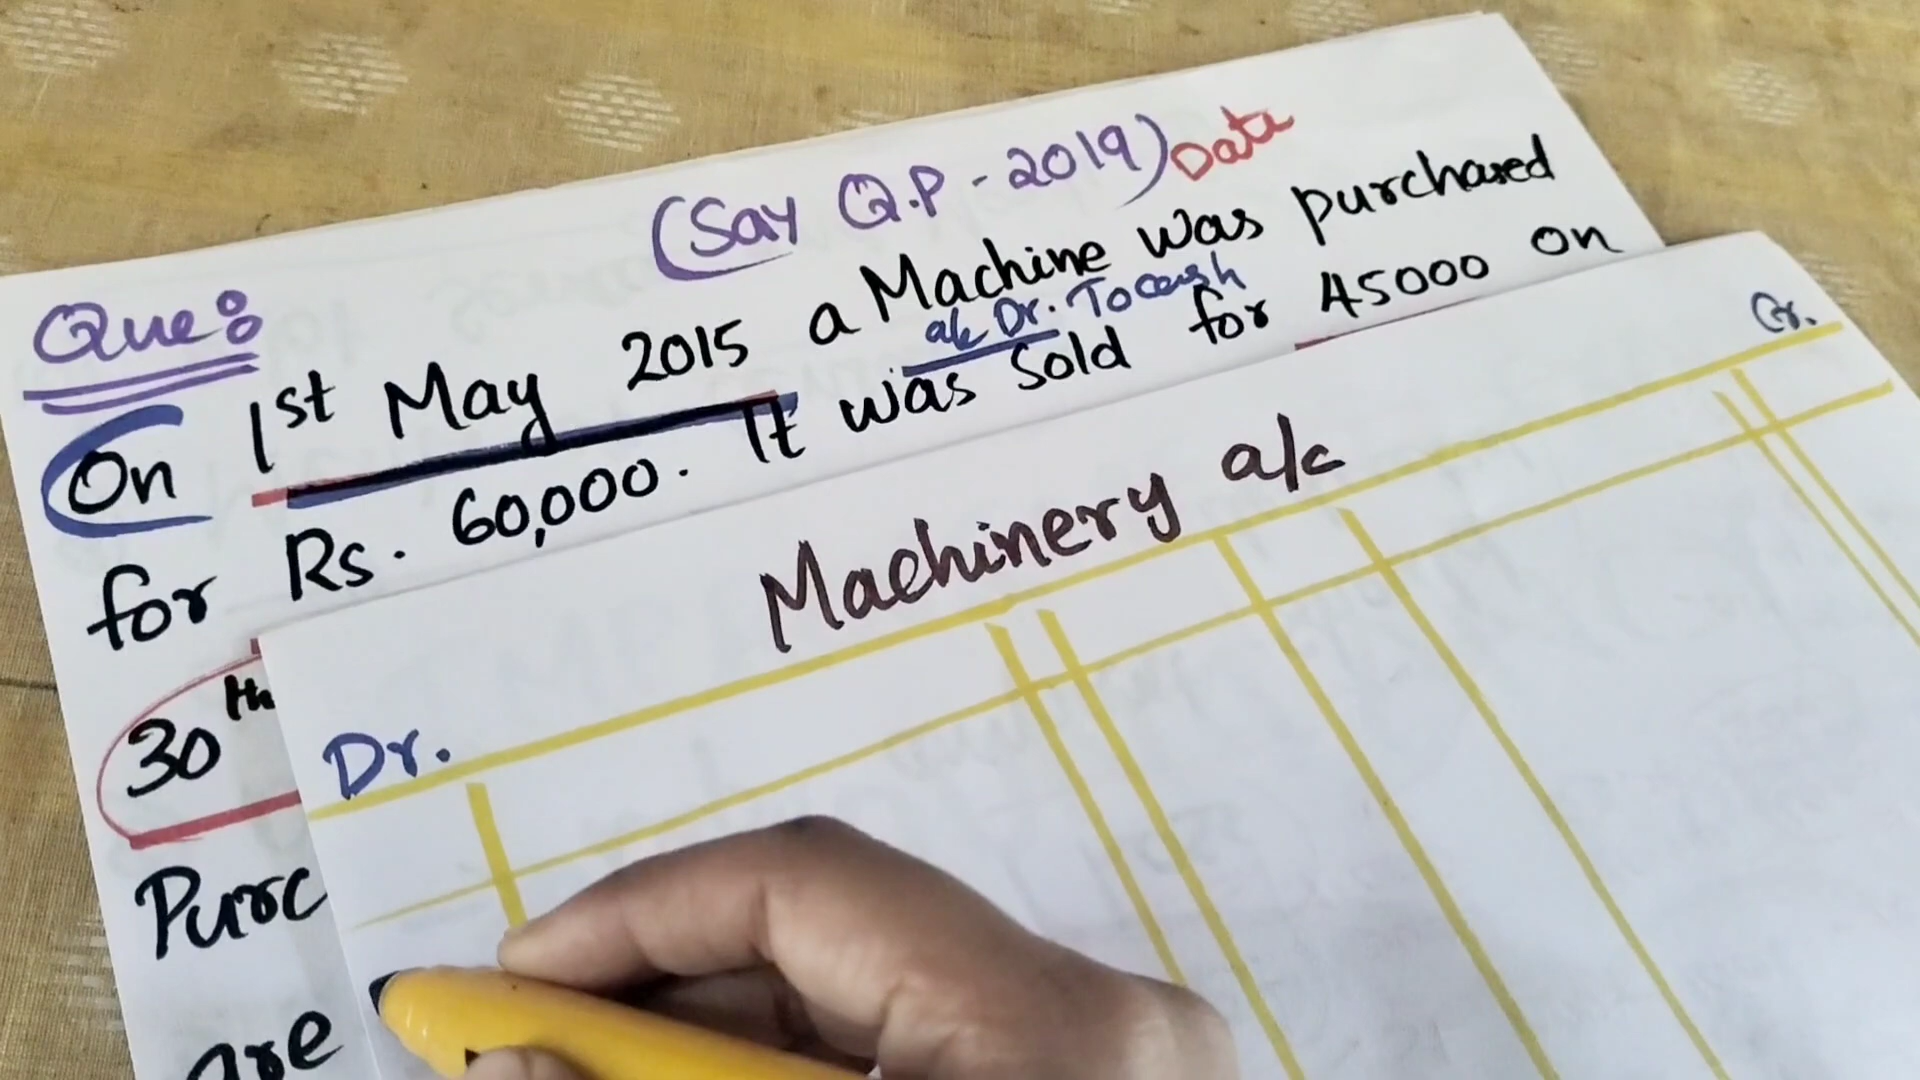 (Say Q.P - 2019) Date
Que:
On 1st May 2015 a Machine was purchased
a/c Dr. To cash
for Rs. 60,000. It was Sold for 45000 on
30th
Purc
are
Machinery a/c
Dr.
Cr.